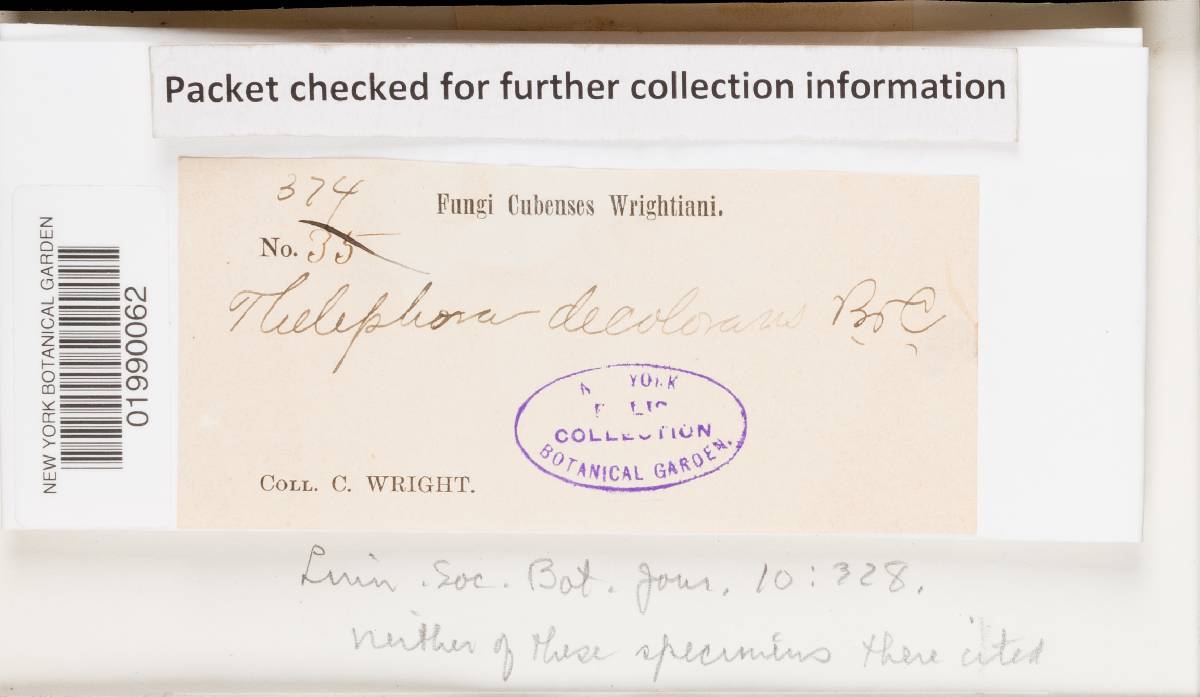 Packet checked for further collection information
NEW YORK BOTANICAL GARDEN
01990062
374
Fungi Cubenses Wrightiani.
No. 35
Thelephora decolorans B & C
YORK
COLLECTION
BOTANICAL GARDEN.
COLL. C. WRIGHT.
Linn. Soc. Bot. Jour. 10:328.
neither of these specimens there cited